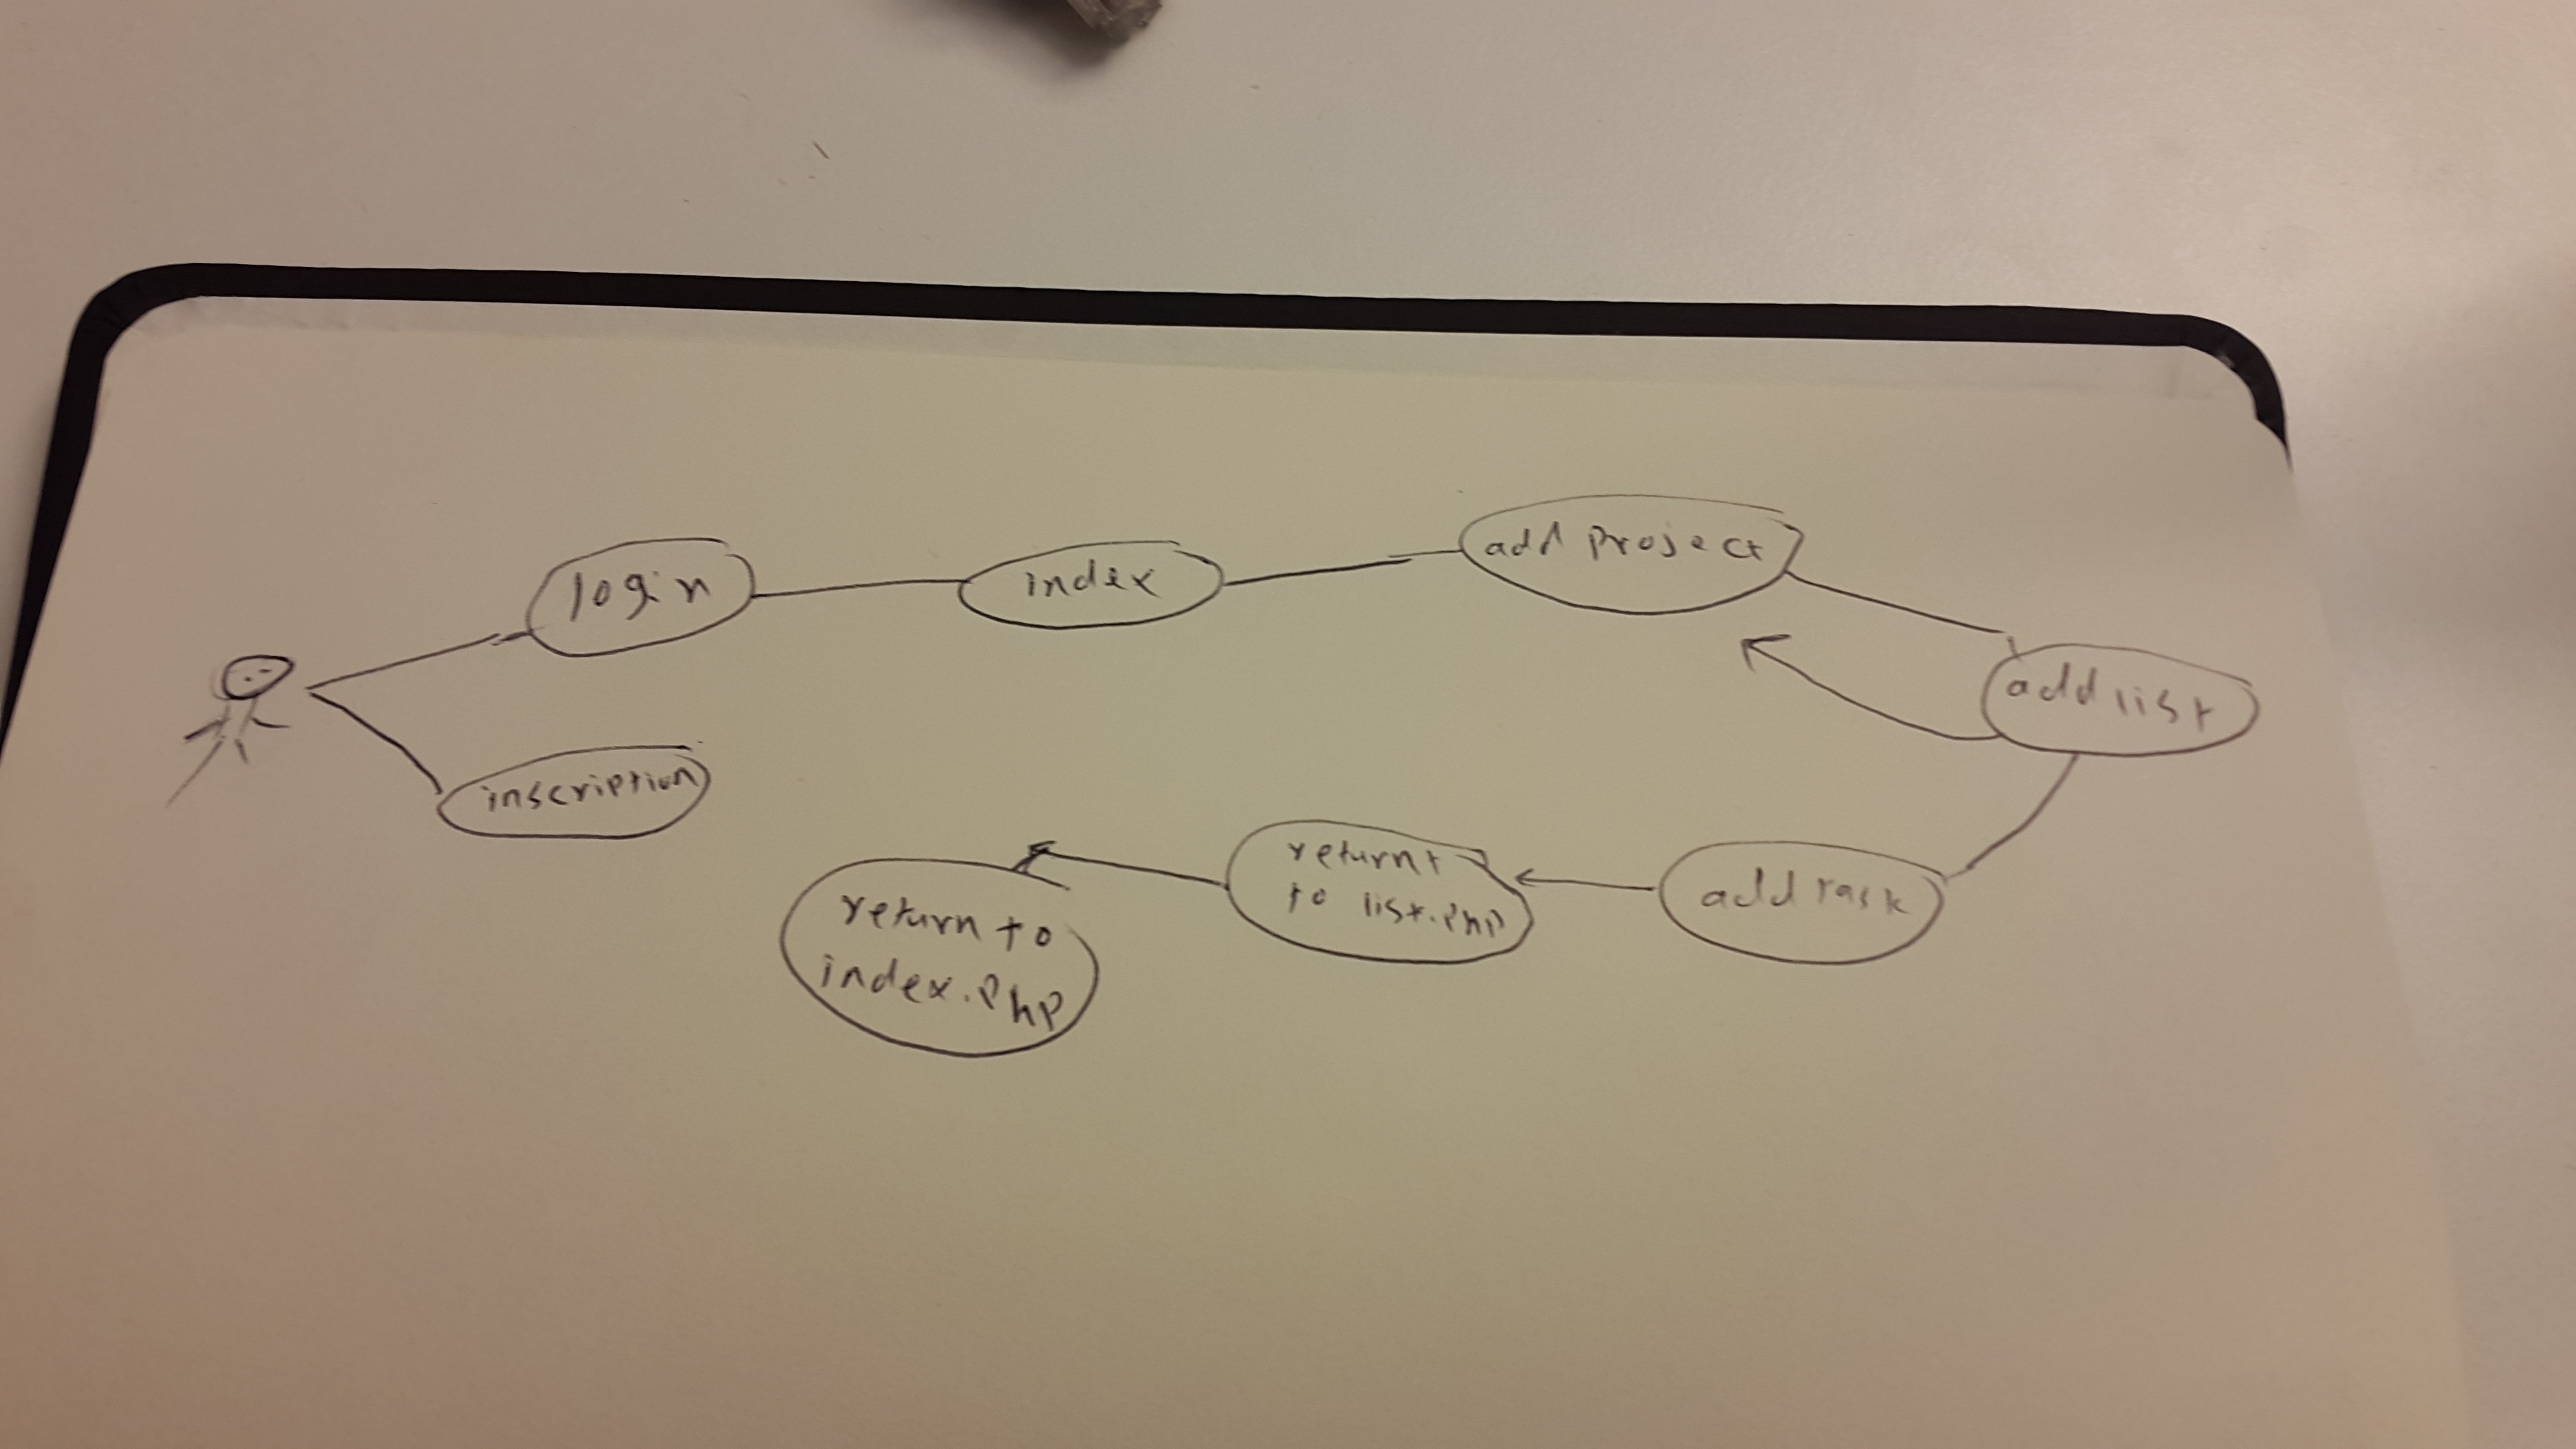 login
index
add project
add list
inscription
return to
index.php
return
to list.php
add task